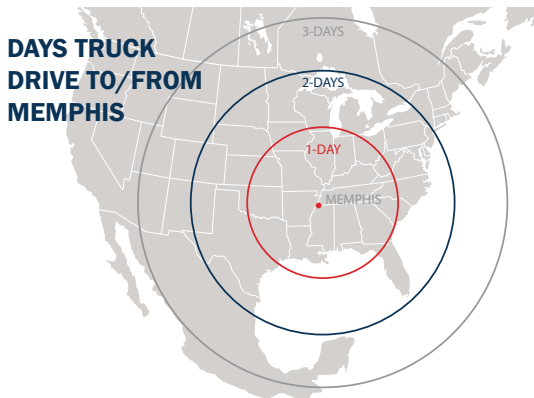 DAYS TRUCK
DRIVE TO/FROM
MEMPHIS
3-DAYS
2-DAYS
1-DAY
MEMPHIS